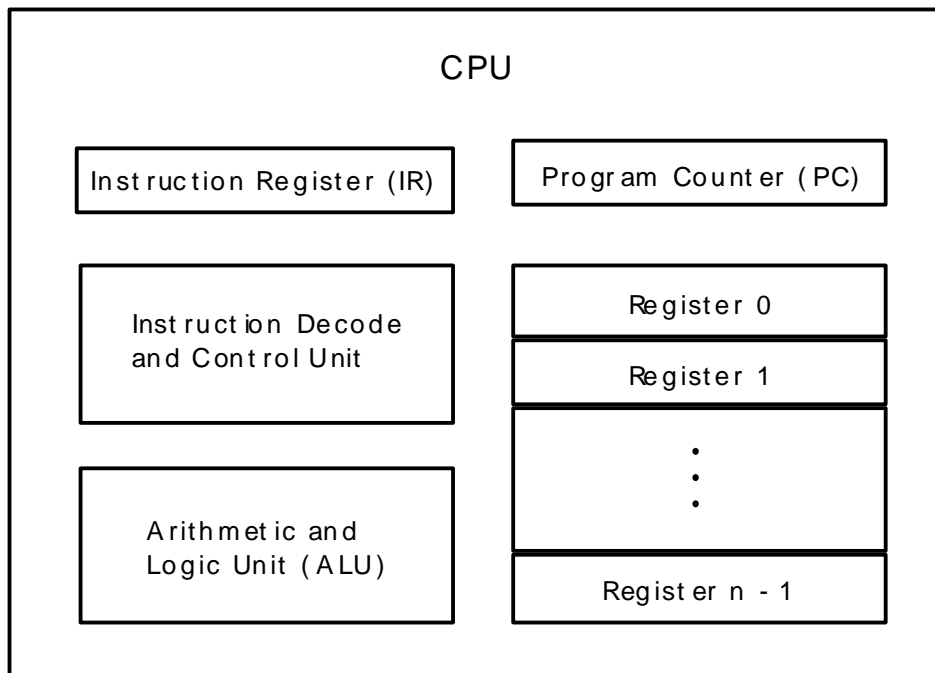 CPU
Instruction Register (IR)
Program Counter (PC)
Instruction Decode
and Control Unit
Register 0
Register 1
Arithmetic and
Logic Unit (ALU)
Register n - 1